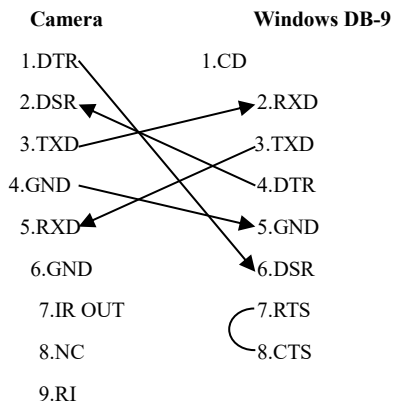 Camera Windows DB-9
1.DTR 1.CD
2.DSR 2.RXD
3.TXD 3.TXD
4.GND 4.DTR
5.RXD 5.GND
6.GND 6.DSR
7.IR OUT 7.RTS
8.NC 8.CTS
9.RI